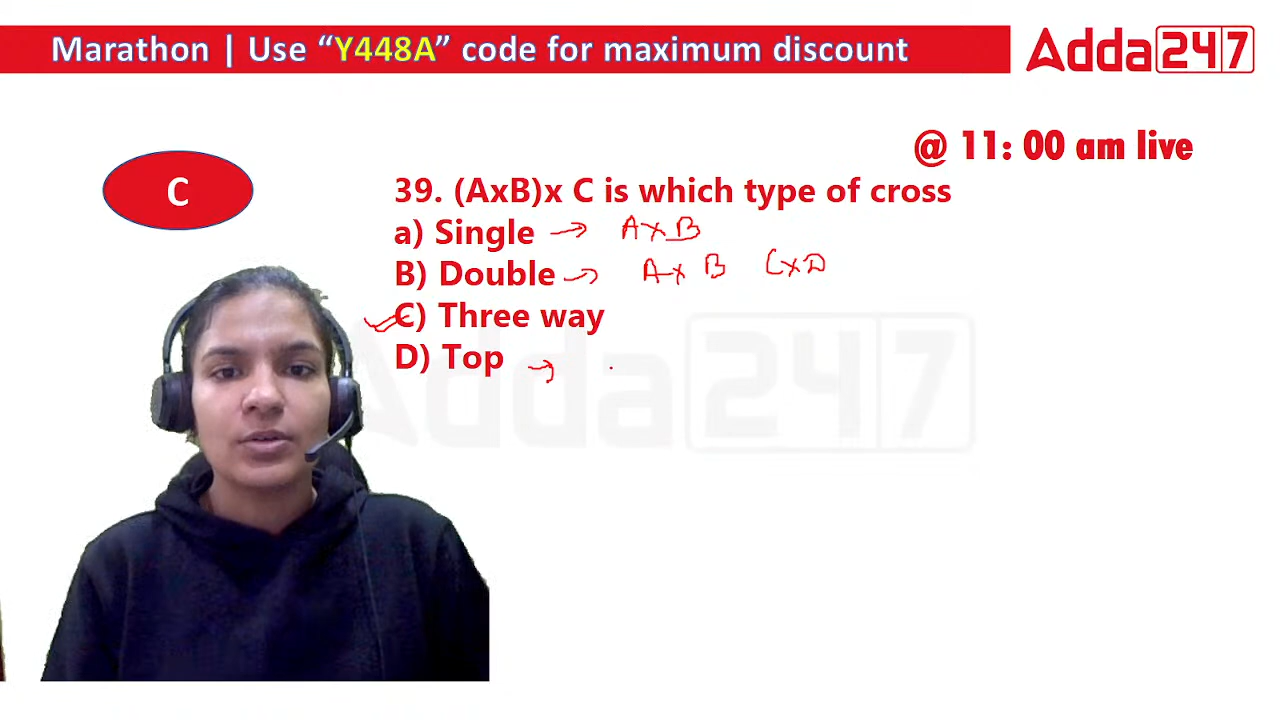 Marathon | Use “Y448A” code for maximum discount
Adda247
@ 11: 00 am live
C
39. (AxB)x C is which type of cross
a) Single → AxB
B) Double → AxB CxD
C) Three way
D) Top →
Adda247